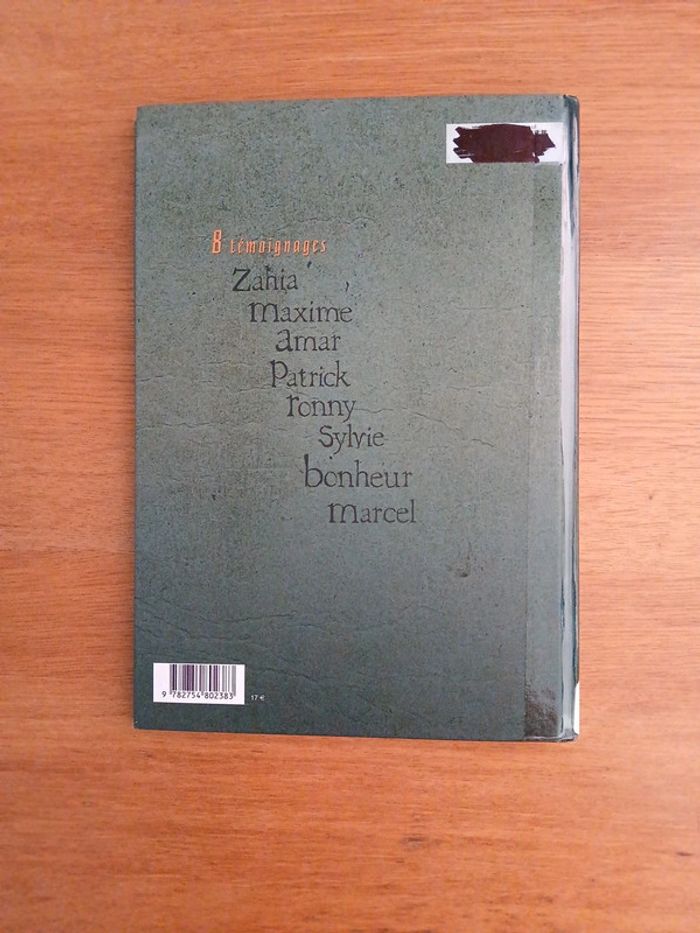 8 témoignages
Zahia
Maxime
Amar
Patrick
ronny
sylvie
bonheur
marcel
9 782754 802383
17 €